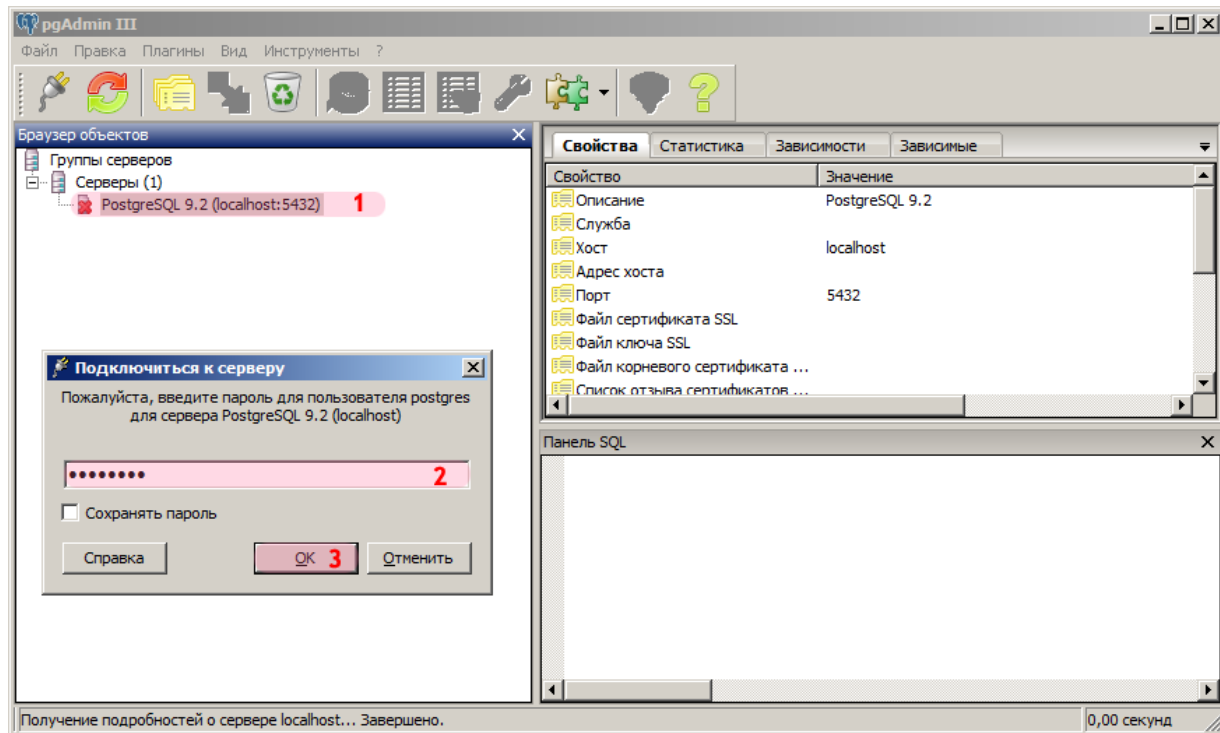 pgAdmin III
Файл Правка Плагины Вид Инструменты ?
Браузер объектов
Группы серверов
Серверы (1)
PostgreSQL 9.2 (localhost:5432) 1
Свойства Статистика Зависимости Зависимые
Свойство Значение
Описание PostgreSQL 9.2
Служба
Хост localhost
Адрес хоста
Порт 5432
Файл сертификата SSL
Файл ключа SSL
Файл корневого сертификата ...
Список отзыва сертификатов ...
Подключиться к серверу
Пожалуйста, введите пароль для пользователя postgres
для сервера PostgreSQL 9.2 (localhost)
•••••••• 2
Сохранять пароль
Справка OK 3 Отменить
Панель SQL
Получение подробностей о сервере localhost... Завершено. 0,00 секунд